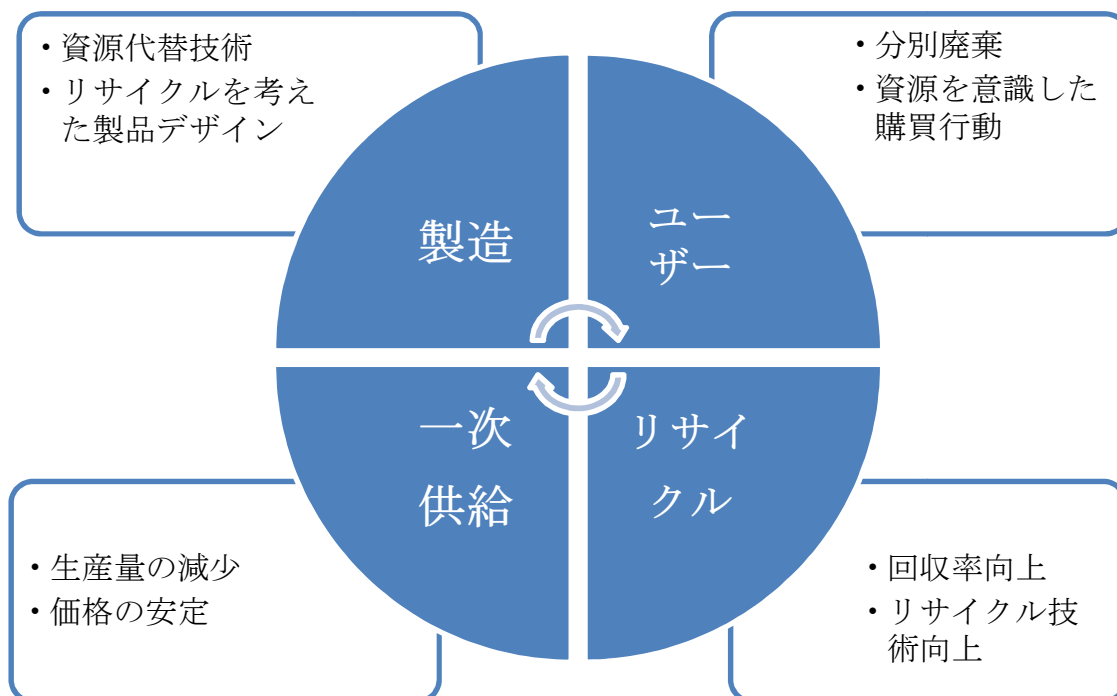 ・資源代替技術
・リサイクルを考え
た製品デザイン
・分別廃棄
・資源を意識した
購買行動
製造
ユー
ザー
一次
供給
リサイ
クル
・生産量の減少
・価格の安定
・回収率向上
・リサイクル技
術向上